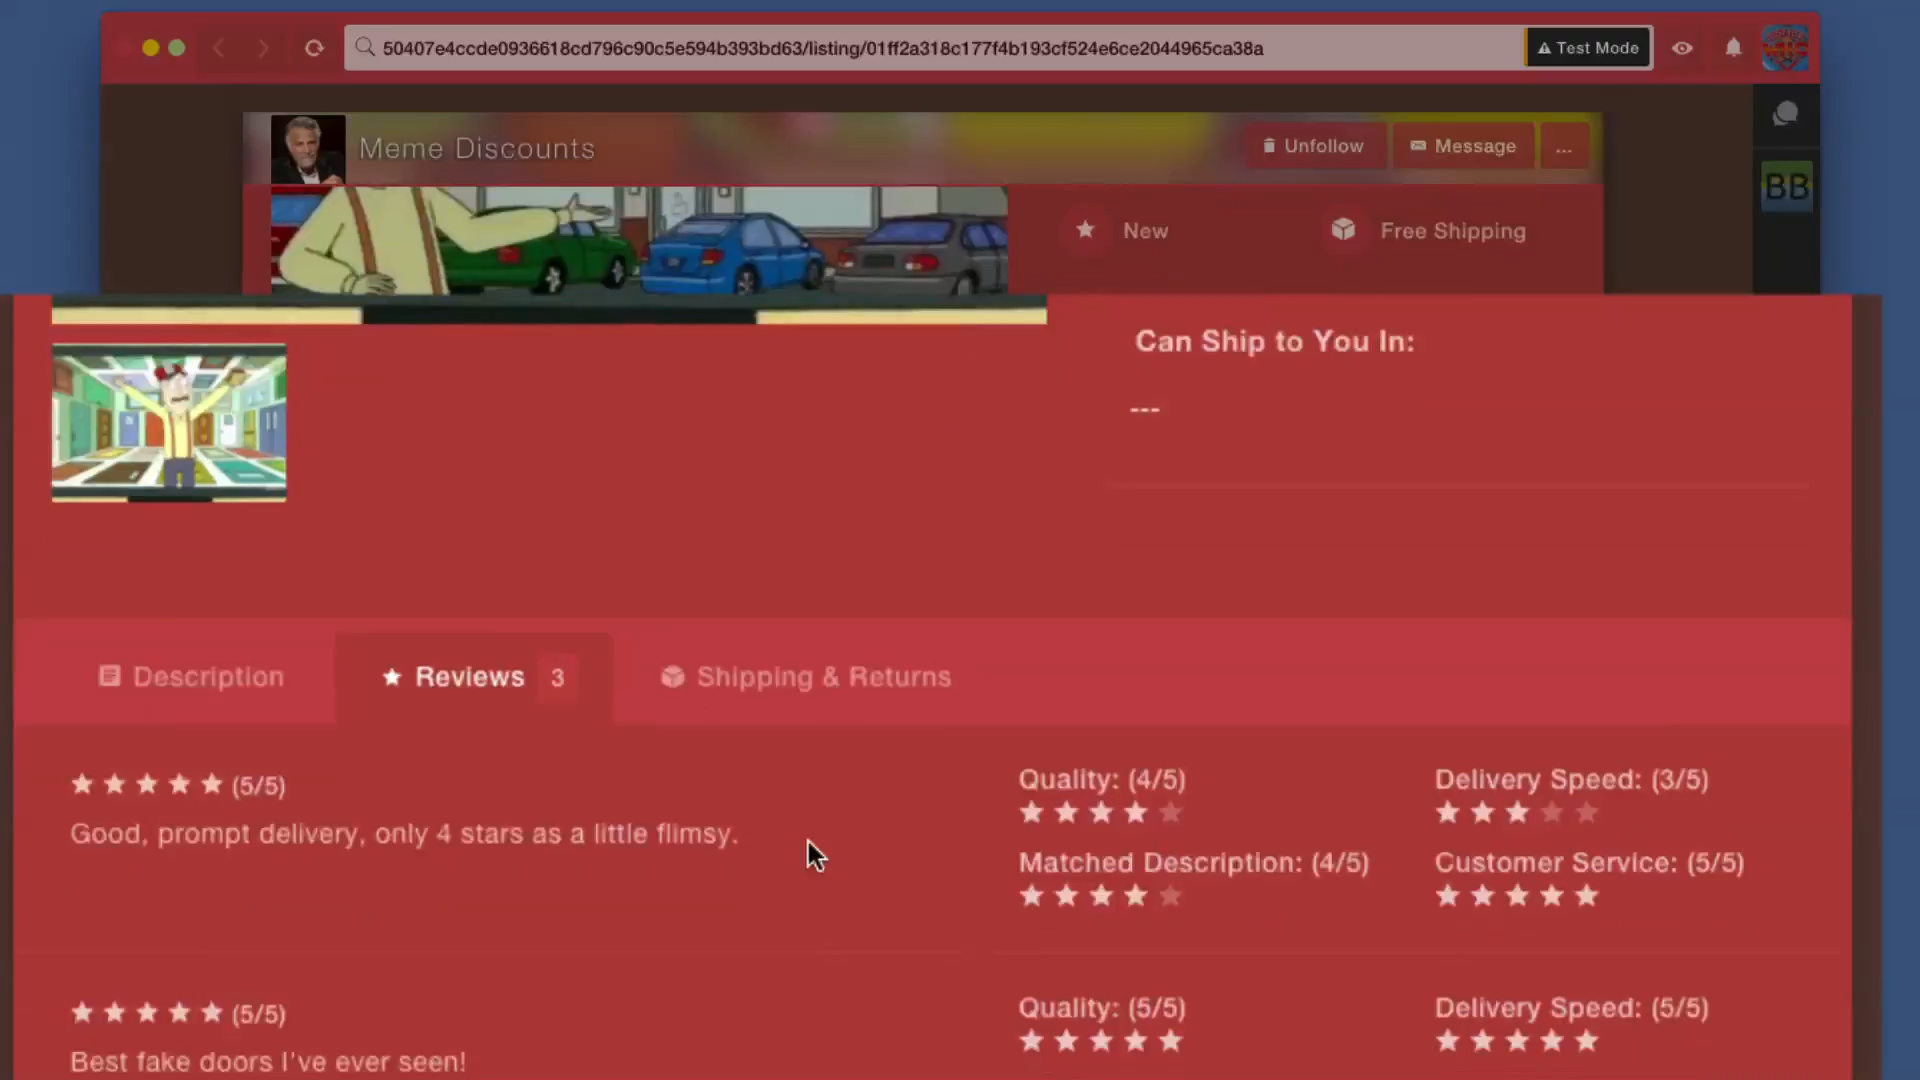 50407e4ccde0936618cd796c90c5e594b393bd63/listing/01ff2a318c177f4b193cf524e6ce2044965ca38a
Test Mode
Meme Discounts
Unfollow
Message
...
BB
New
Free Shipping
Can Ship to You In:
---
Description
Reviews 3
Shipping & Returns
(5/5)
Good, prompt delivery, only 4 stars as a little flimsy.
Quality: (4/5)
Delivery Speed: (3/5)
Matched Description: (4/5)
Customer Service: (5/5)
(5/5)
Best fake doors I've ever seen!
Quality: (5/5)
Delivery Speed: (5/5)